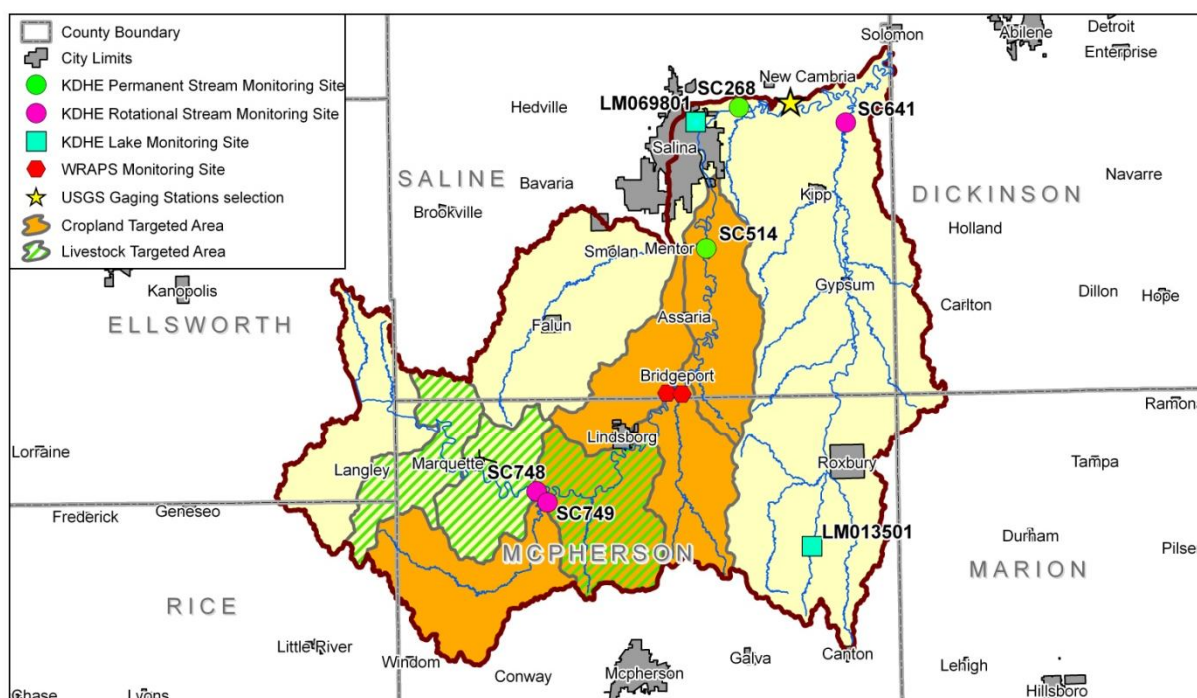 County Boundary
City Limits
KDHE Permanent Stream Monitoring Site
KDHE Rotational Stream Monitoring Site
KDHE Lake Monitoring Site
WRAPS Monitoring Site
USGS Gaging Stations selection
Cropland Targeted Area
Livestock Targeted Area
Solomon
Abilene
Detroit
Enterprise
New Cambria
SC268
Hedville
LM069801
SC641
Salina
SALINE
Bavaria
Kipp
DICKINSON
Navarre
Brookville
Holland
SC514
Smolan
Mentor
Kanopolis
Gypsum
Carlton
Dillon
Hope
ELLSWORTH
Falun
Assaria
Bridgeport
Ramona
Lindsborg
Lorraine
Langley
Marquette
Roxbury
Tampa
SC748
SC749
Frederick
Geneseo
LM013501
Durham
Pilsen
MCPHERSON
MARION
RICE
Little River
Windom
Conway
Mcpherson
Galva
Canton
Lehigh
Hillsboro
Chase
Lyons